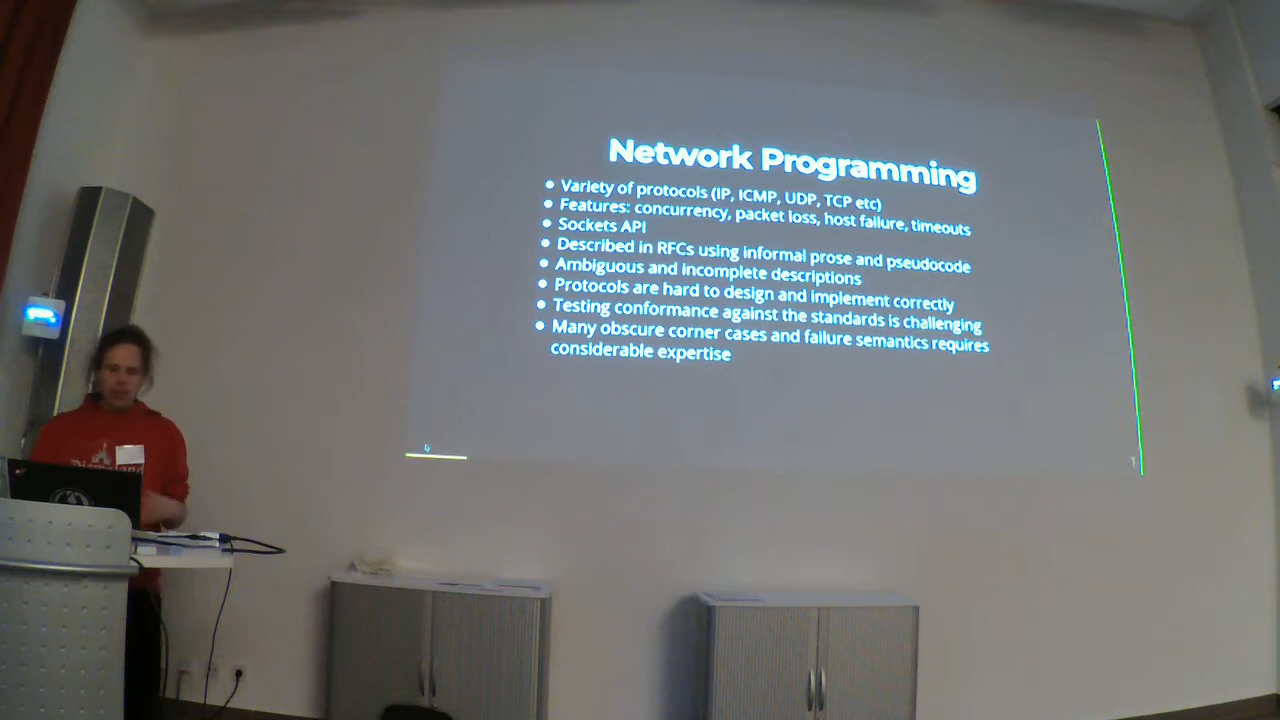 Network Programming
• Variety of protocols (IP, ICMP, UDP, TCP etc)
• Features: concurrency, packet loss, host failure, timeouts
• Sockets API
• Described in RFCs using informal prose and pseudocode
• Ambiguous and incomplete descriptions
• Protocols are hard to design and implement correctly
• Testing conformance against the standards is challenging
• Many obscure corner cases and failure semantics requires
considerable expertise